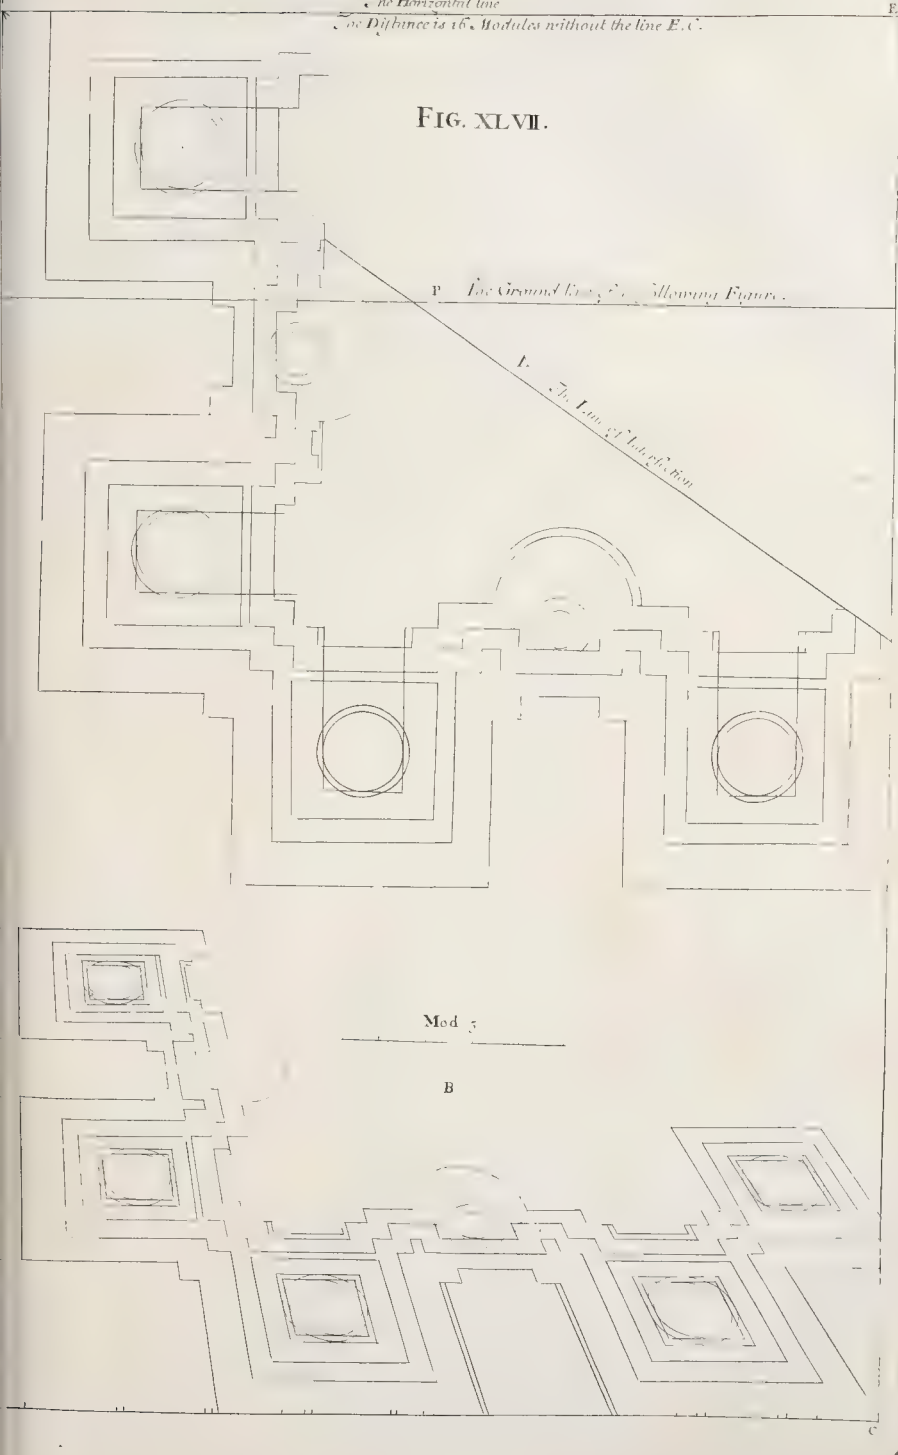 The Horizontal line
E.
The Distance is 16. Modules without the line E.C.
FIG. XLVII.
P The Ground line of the following Figure.
The Line of Intersection
Mod 5
B
C